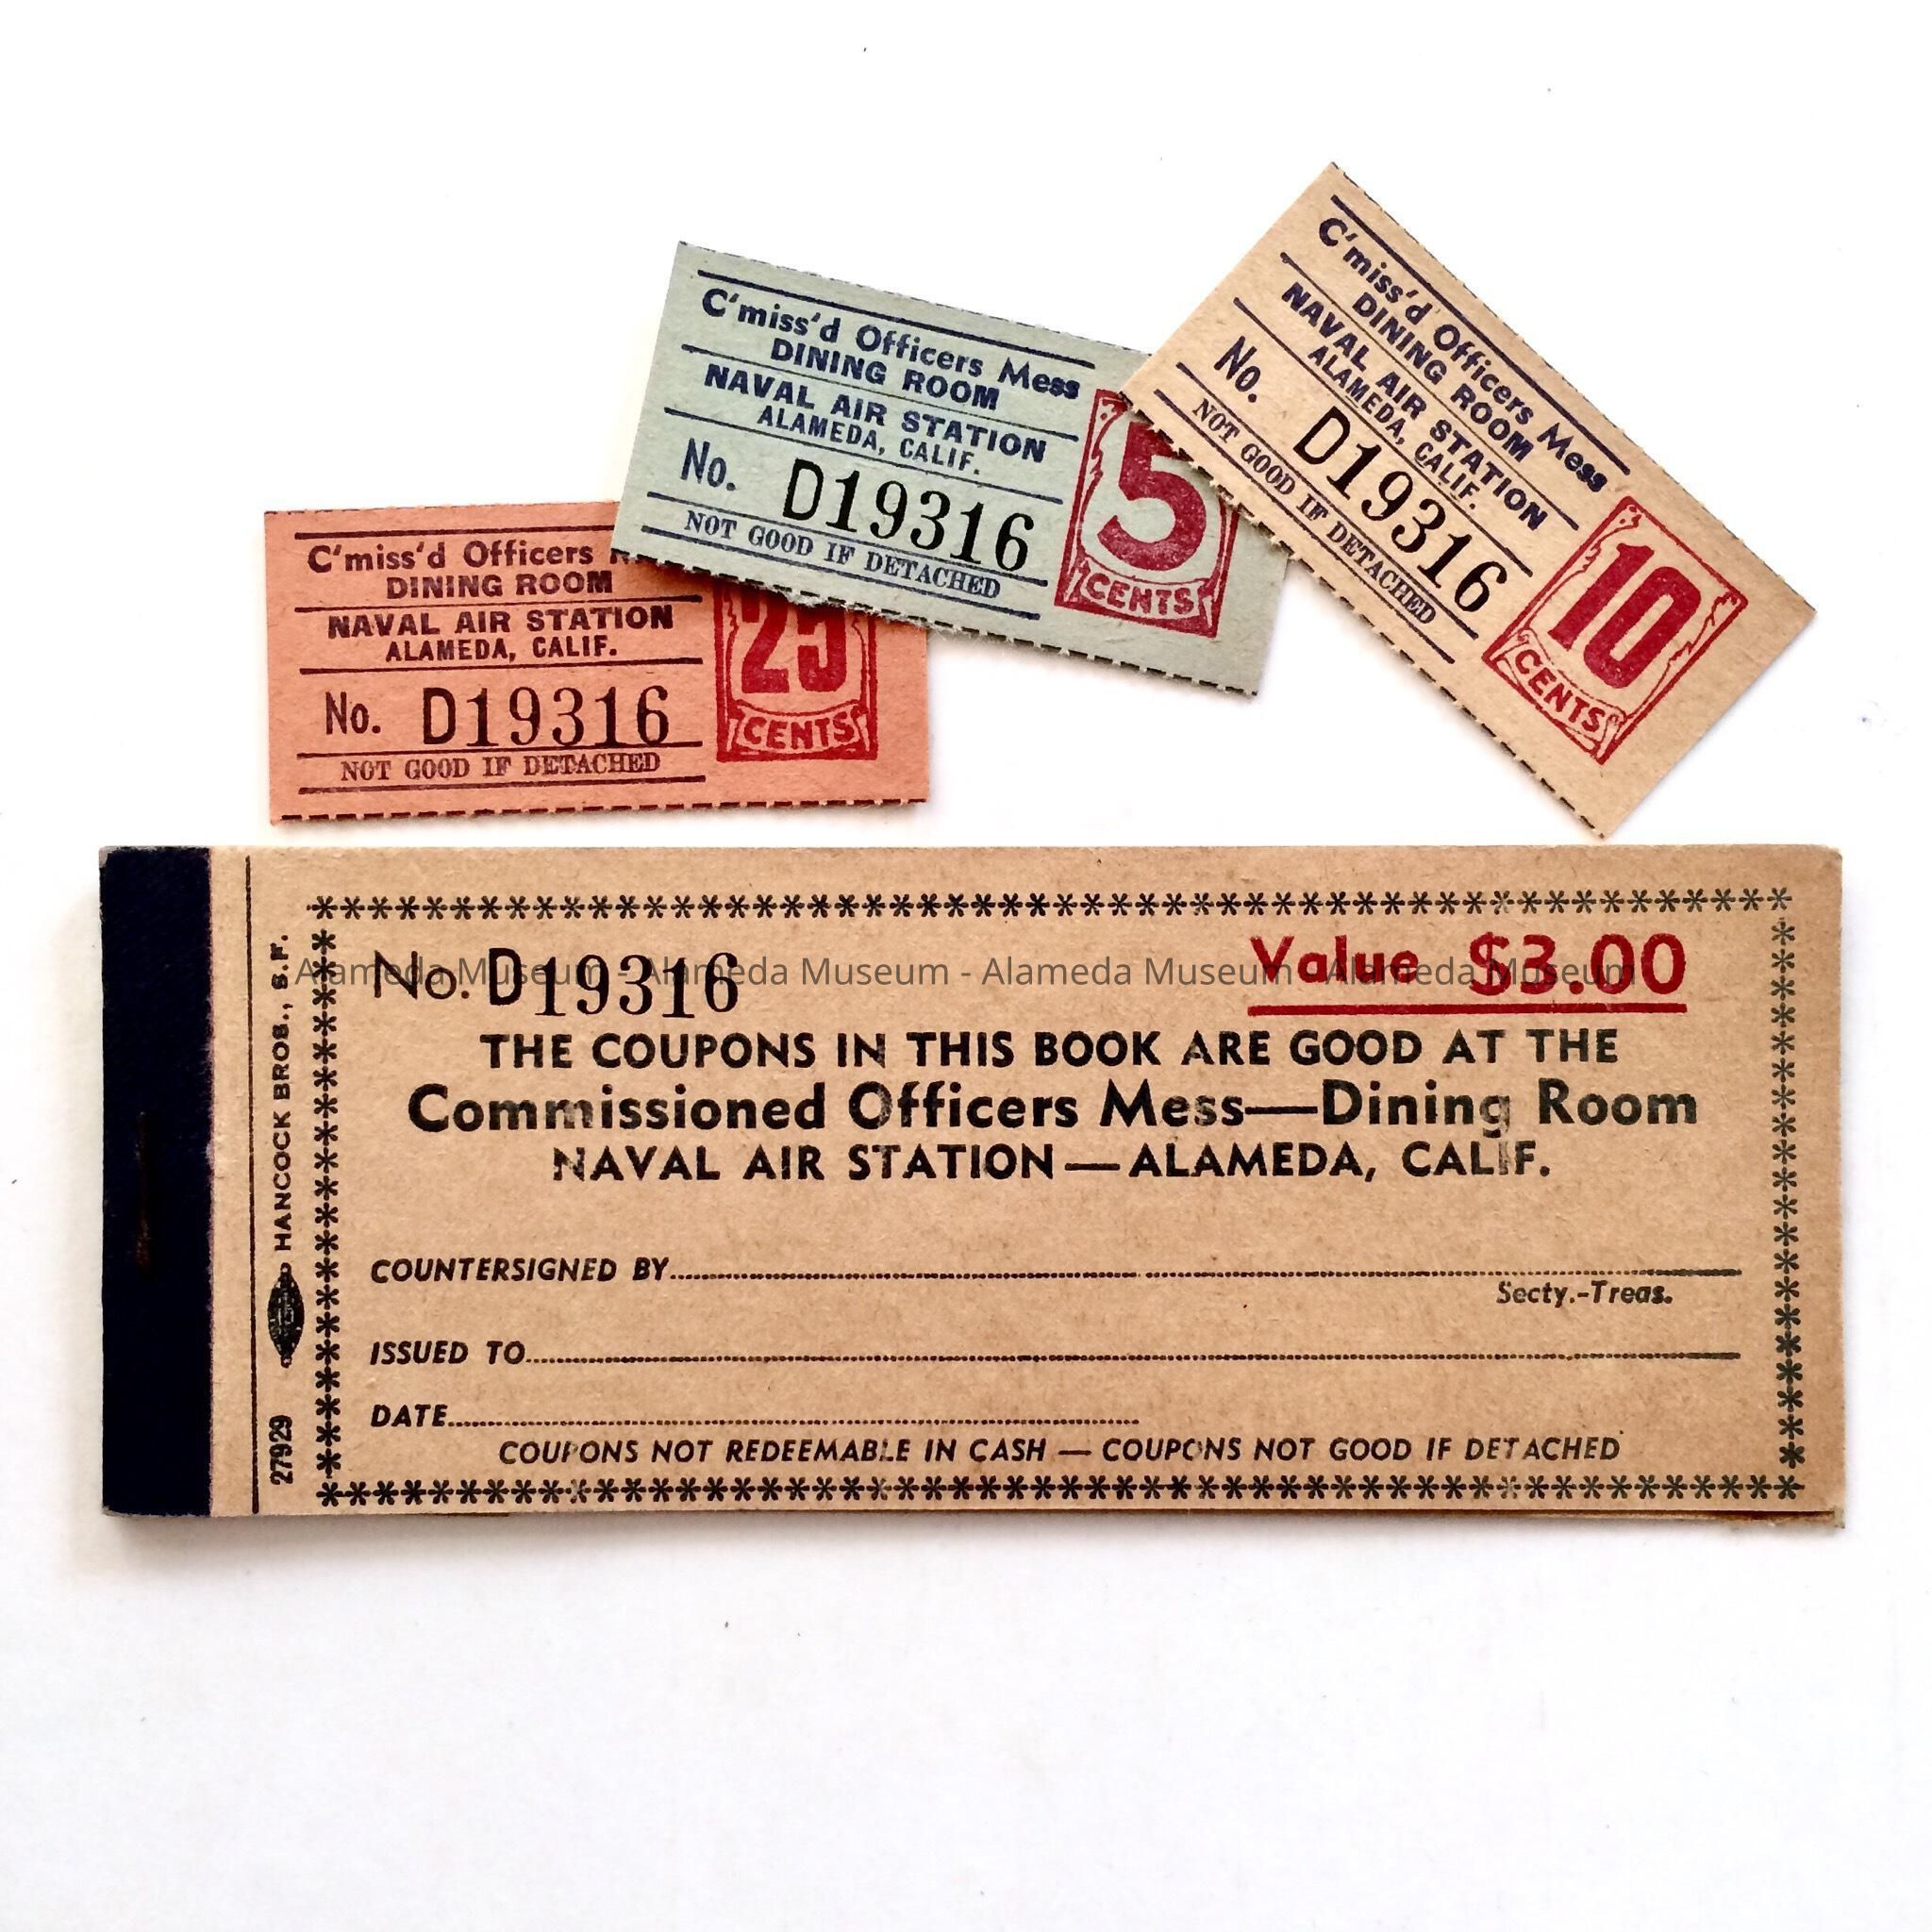 C'miss'd Officers Mess
DINING ROOM
NAVAL AIR STATION
ALAMEDA, CALIF.
No. D19316
NOT GOOD IF DETACHED
10
CENTS
C'miss'd Officers Mess
DINING ROOM
NAVAL AIR STATION
ALAMEDA, CALIF.
No. D19316
NOT GOOD IF DETACHED
5
CENTS
C'miss'd Officers
DINING ROOM
NAVAL AIR STATION
ALAMEDA, CALIF.
No. D19316
NOT GOOD IF DETACHED
25
CENTS
No. D19316
Value $3.00
Alameda Museum - Alameda Museum - Alameda Museum - Alameda Museum
THE COUPONS IN THIS BOOK ARE GOOD AT THE
Commissioned Officers Mess—Dining Room
NAVAL AIR STATION—ALAMEDA, CALIF.
COUNTERSIGNED BY
Secty.-Treas.
ISSUED TO
DATE
COUPONS NOT REDEEMABLE IN CASH — COUPONS NOT GOOD IF DETACHED
27929 HANCOCK BROS., S.F.